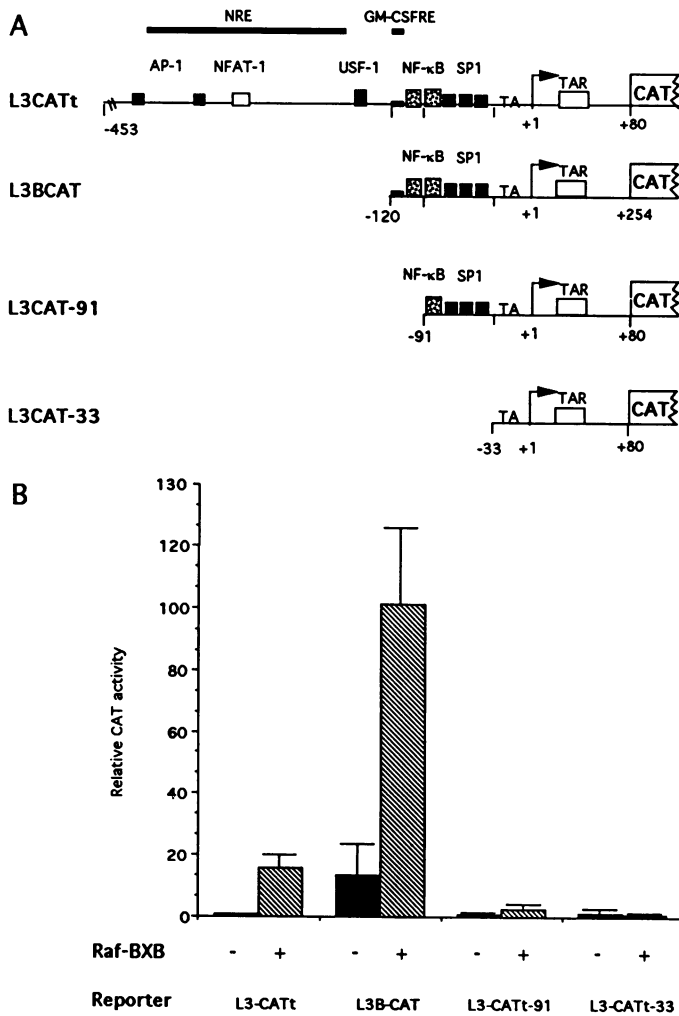 A
NRE
GM-CSFRE
AP-1 NFAT-1 USF-1 NF-κB SP1
L3CATt
TA TAR CAT
-453 +1 +80
NF-κB SP1
L3BCAT
TA TAR CAT
-120 +1 +254
NF-κB SP1
L3CAT-91
TA TAR CAT
-91 +1 +80
L3CAT-33
TA TAR CAT
-33 +1 +80
B
Relative CAT activity
130
120
100
80
60
40
20
0
Raf-BXB - + - + - + - +
Reporter L3-CATt L3B-CAT L3-CATt-91 L3-CATt-33